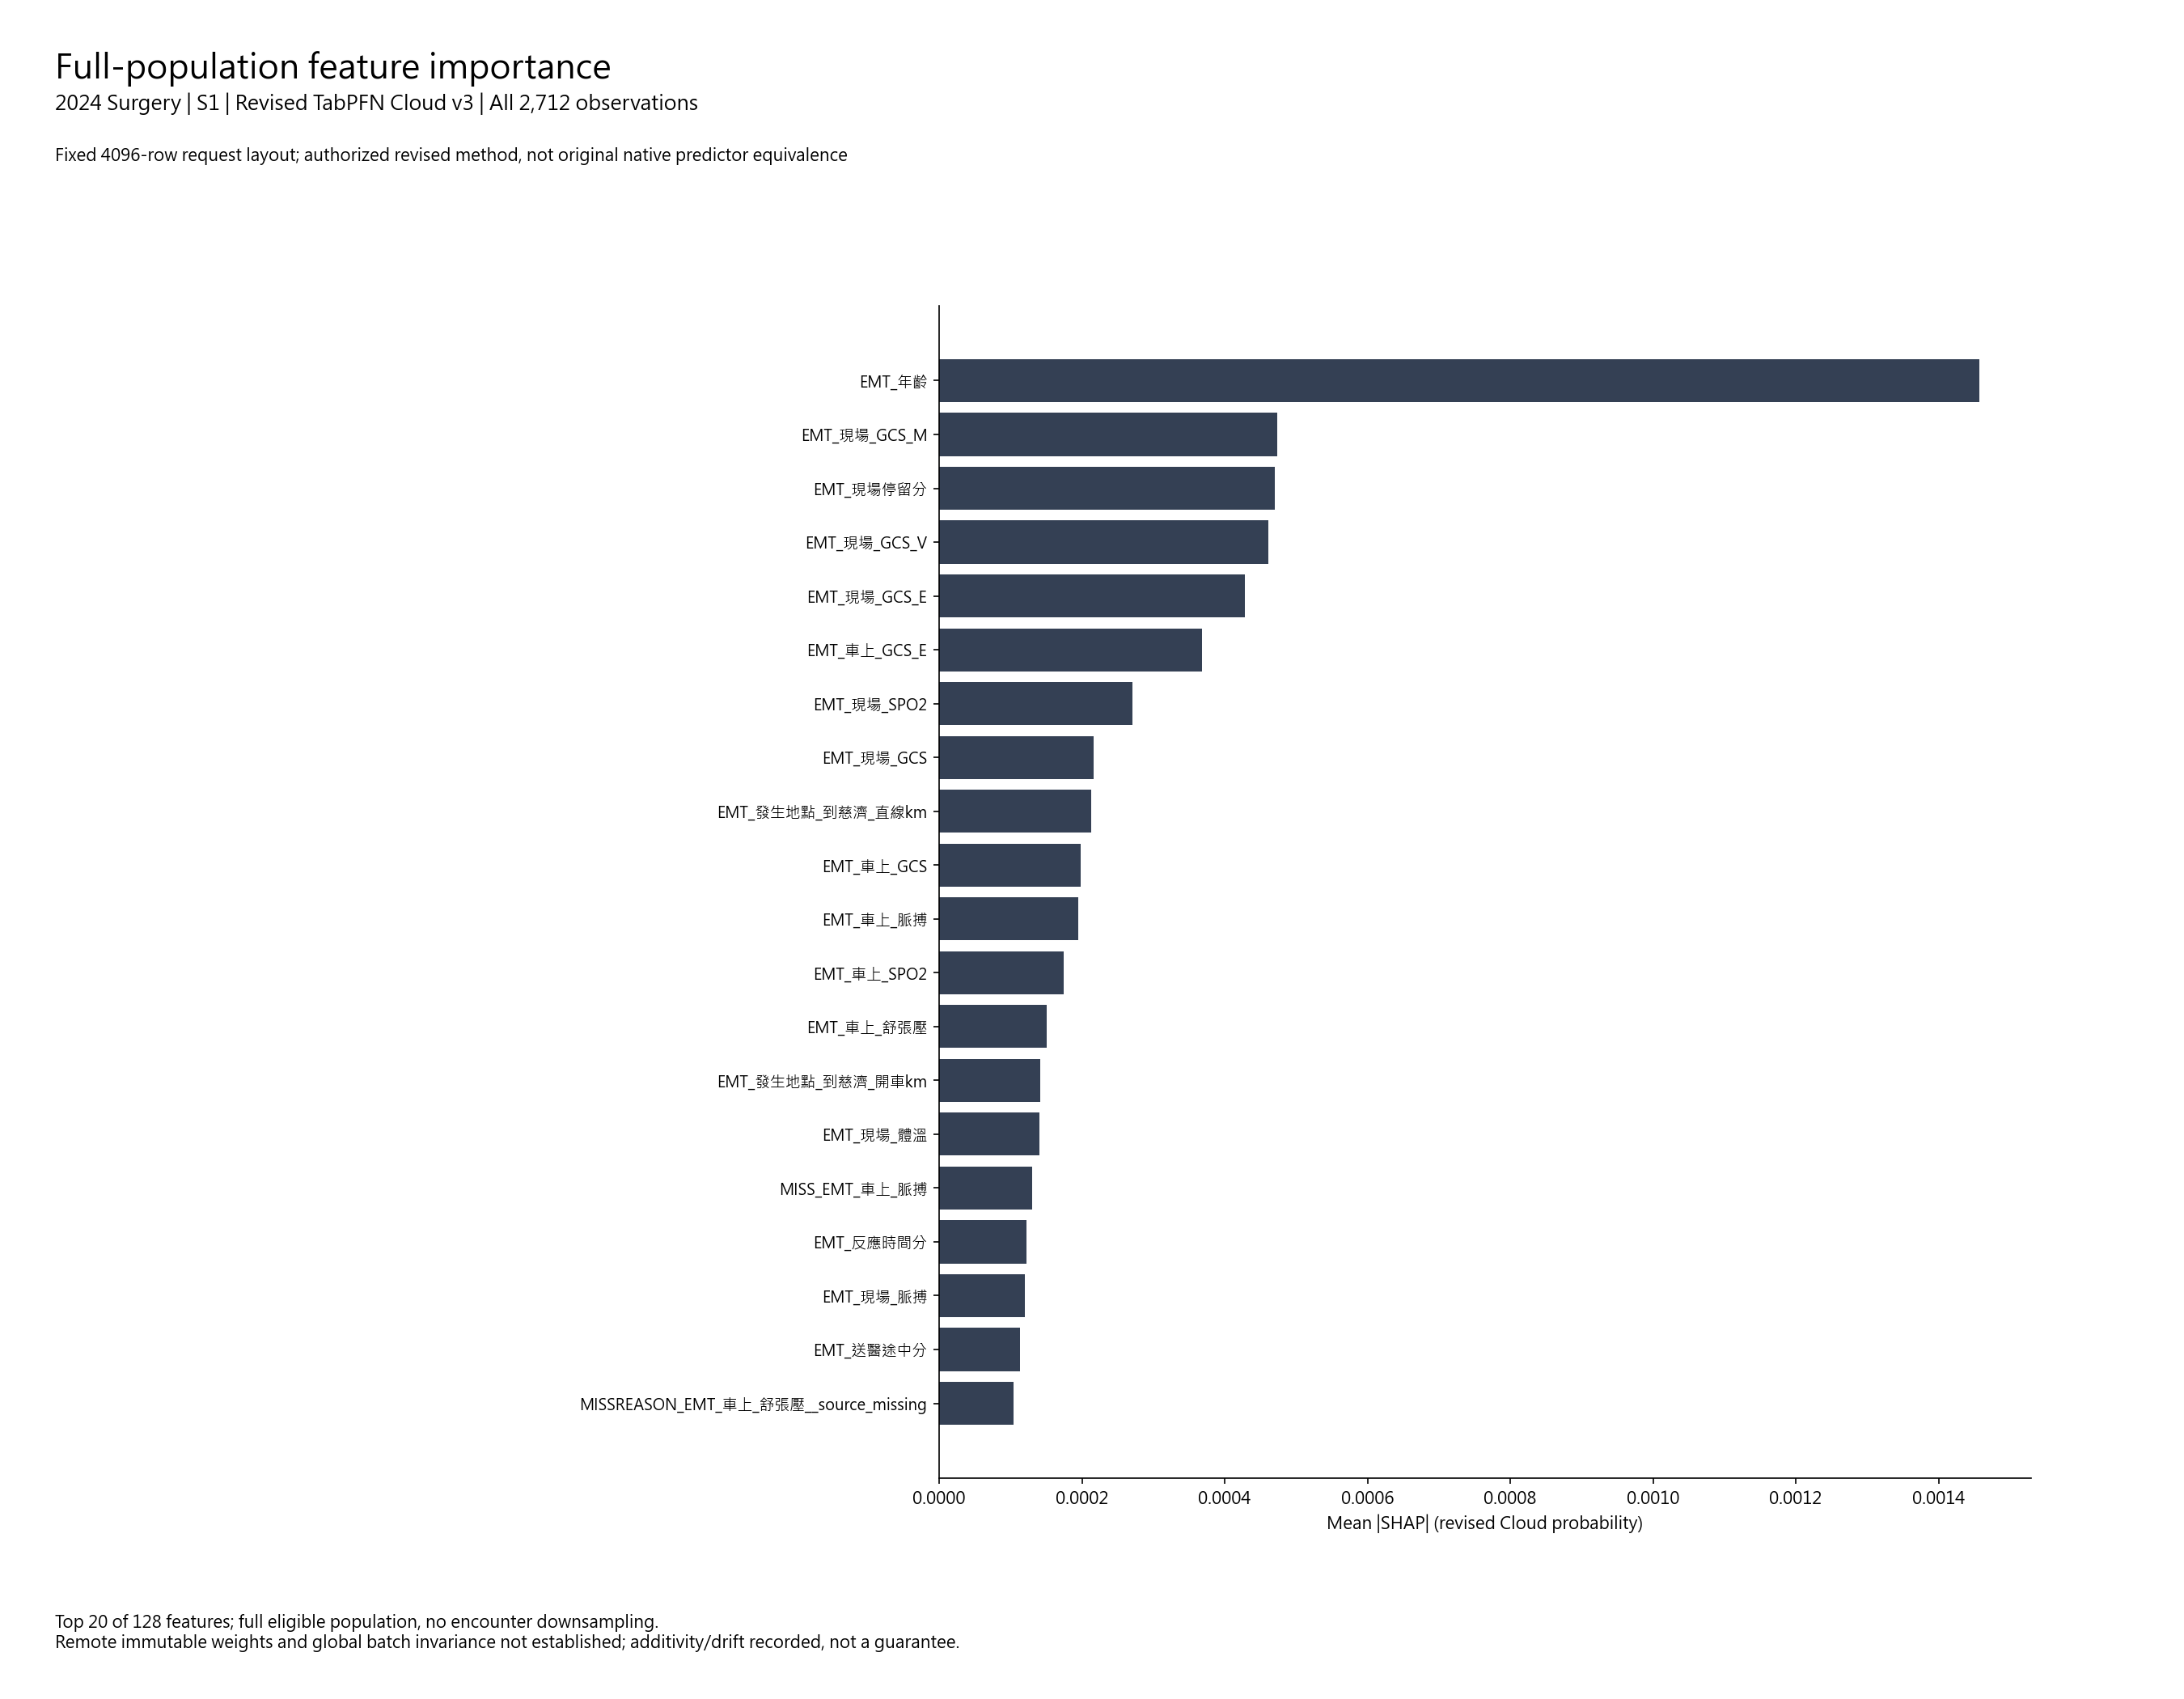 Full-population feature importance
2024 Surgery | S1 | Revised TabPFN Cloud v3 | All 2,712 observations
Fixed 4096-row request layout; authorized revised method, not original native predictor equivalence
EMT_年齡
EMT_現場_GCS_M
EMT_現場停留分
EMT_現場_GCS_V
EMT_現場_GCS_E
EMT_車上_GCS_E
EMT_現場_SPO2
EMT_現場_GCS
EMT_發生地點_到慈濟_直線km
EMT_車上_GCS
EMT_車上_脈搏
EMT_車上_SPO2
EMT_車上_舒張壓
EMT_發生地點_到慈濟_開車km
EMT_現場_體溫
MISS_EMT_車上_脈搏
EMT_反應時間分
EMT_現場_脈搏
EMT_送醫途中分
MISSREASON_EMT_車上_舒張壓__source_missing
0.0000 0.0002 0.0004 0.0006 0.0008 0.0010 0.0012 0.0014
Mean |SHAP| (revised Cloud probability)
Top 20 of 128 features; full eligible population, no encounter downsampling.
Remote immutable weights and global batch invariance not established; additivity/drift recorded, not a guarantee.